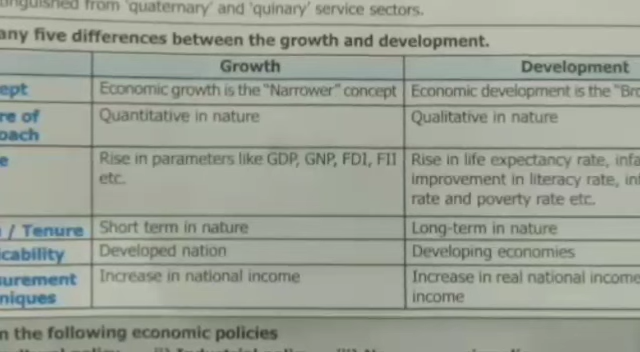 from 'quaternary' and 'quinary' service sectors.
any five differences between the growth and development.
Growth Development
Economic growth is the "Narrower" concept Economic development is the
Quantitative in nature Qualitative in nature
Rise in parameters like GDP, GNP, FDI, FII Rise in life expectancy rate,
etc. improvement in literacy rate,
rate and poverty rate etc.
/ Tenure Short term in nature Long-term in nature
Developed nation Developing economies
Increase in national income Increase in real national income
income
the following economic policies